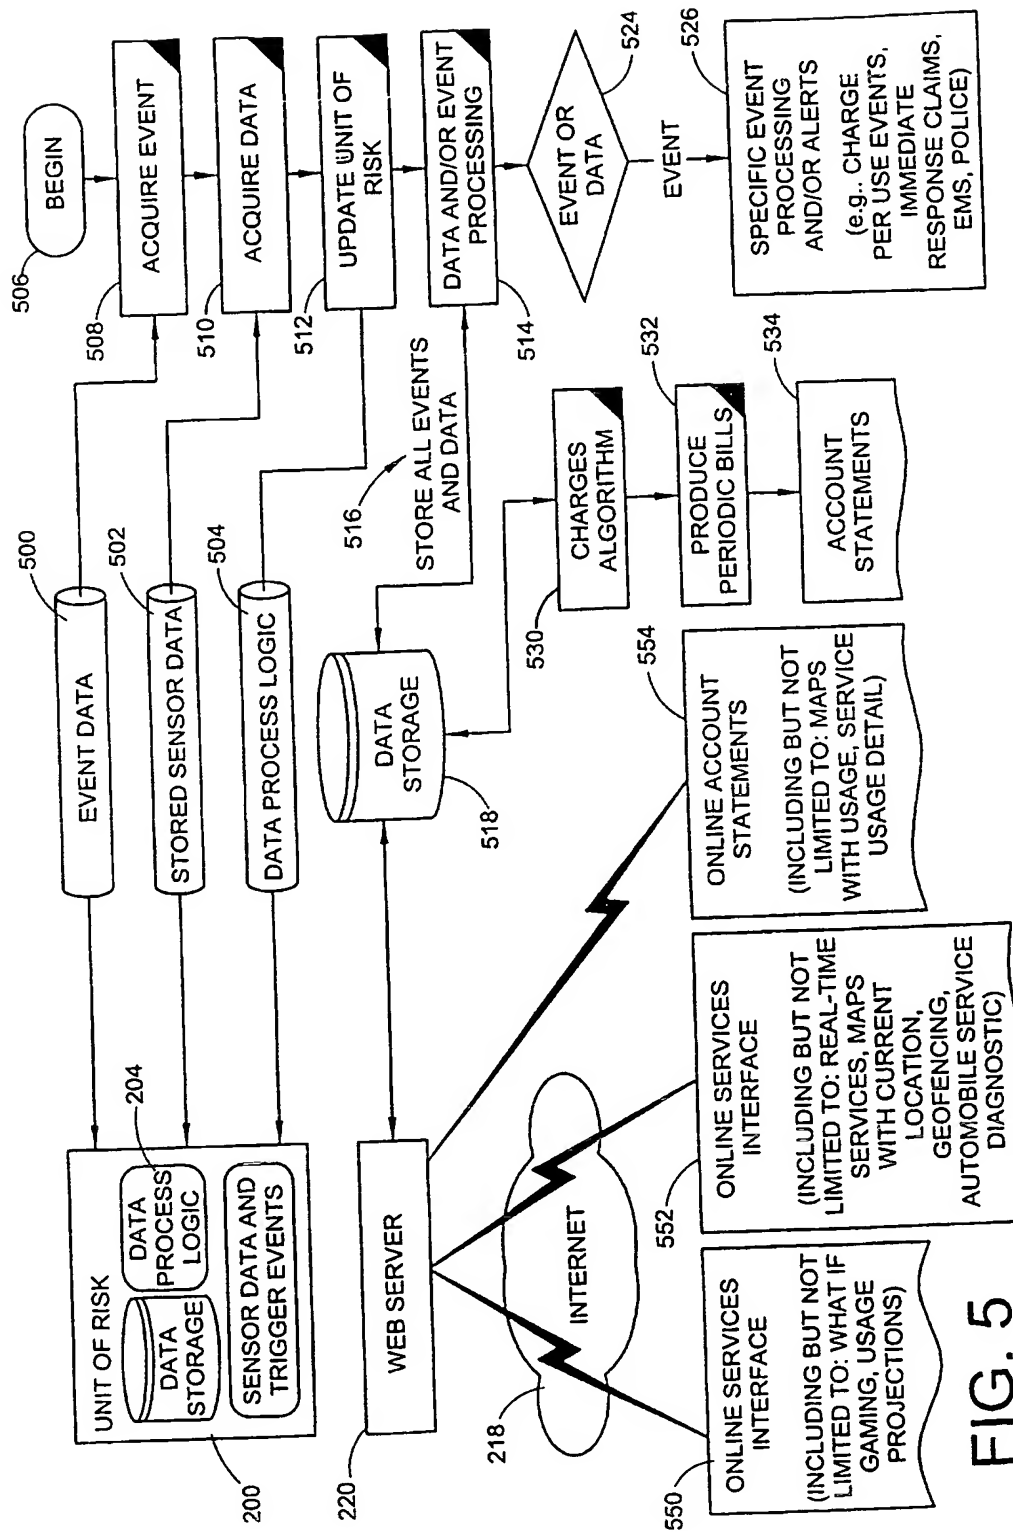 UNIT OF RISK
DATA
STORAGE
DATA
PROCESS
LOGIC
204
SENSOR DATA AND
TRIGGER EVENTS
200
EVENT DATA
500
STORED SENSOR DATA
502
DATA PROCESS LOGIC
504
506
BEGIN
508
ACQUIRE EVENT
510
ACQUIRE DATA
512
UPDATE UNIT OF
RISK
DATA AND/OR EVENT
PROCESSING
514
516
STORE ALL EVENTS
AND DATA
EVENT OR
DATA
524
EVENT
526
SPECIFIC EVENT
PROCESSING
AND/OR ALERTS
(e.g., CHARGE
PER USE EVENTS,
IMMEDIATE
RESPONSE CLAIMS,
EMS, POLICE)
220
WEB SERVER
DATA
STORAGE
518
530
CHARGES
ALGORITHM
532
PRODUCE
PERIODIC BILLS
534
ACCOUNT
STATEMENTS
218
INTERNET
550
ONLINE SERVICES
INTERFACE
(INCLUDING BUT NOT
LIMITED TO: WHAT IF
GAMING, USAGE
PROJECTIONS)
552
ONLINE SERVICES
INTERFACE
(INCLUDING BUT NOT
LIMITED TO: REAL-TIME
SERVICES, MAPS
WITH CURRENT
LOCATION,
GEOFENCING,
AUTOMOBILE SERVICE
DIAGNOSTIC)
554
ONLINE ACCOUNT
STATEMENTS
(INCLUDING BUT NOT
LIMITED TO: MAPS
WITH USAGE, SERVICE
USAGE DETAIL)
FIG. 5